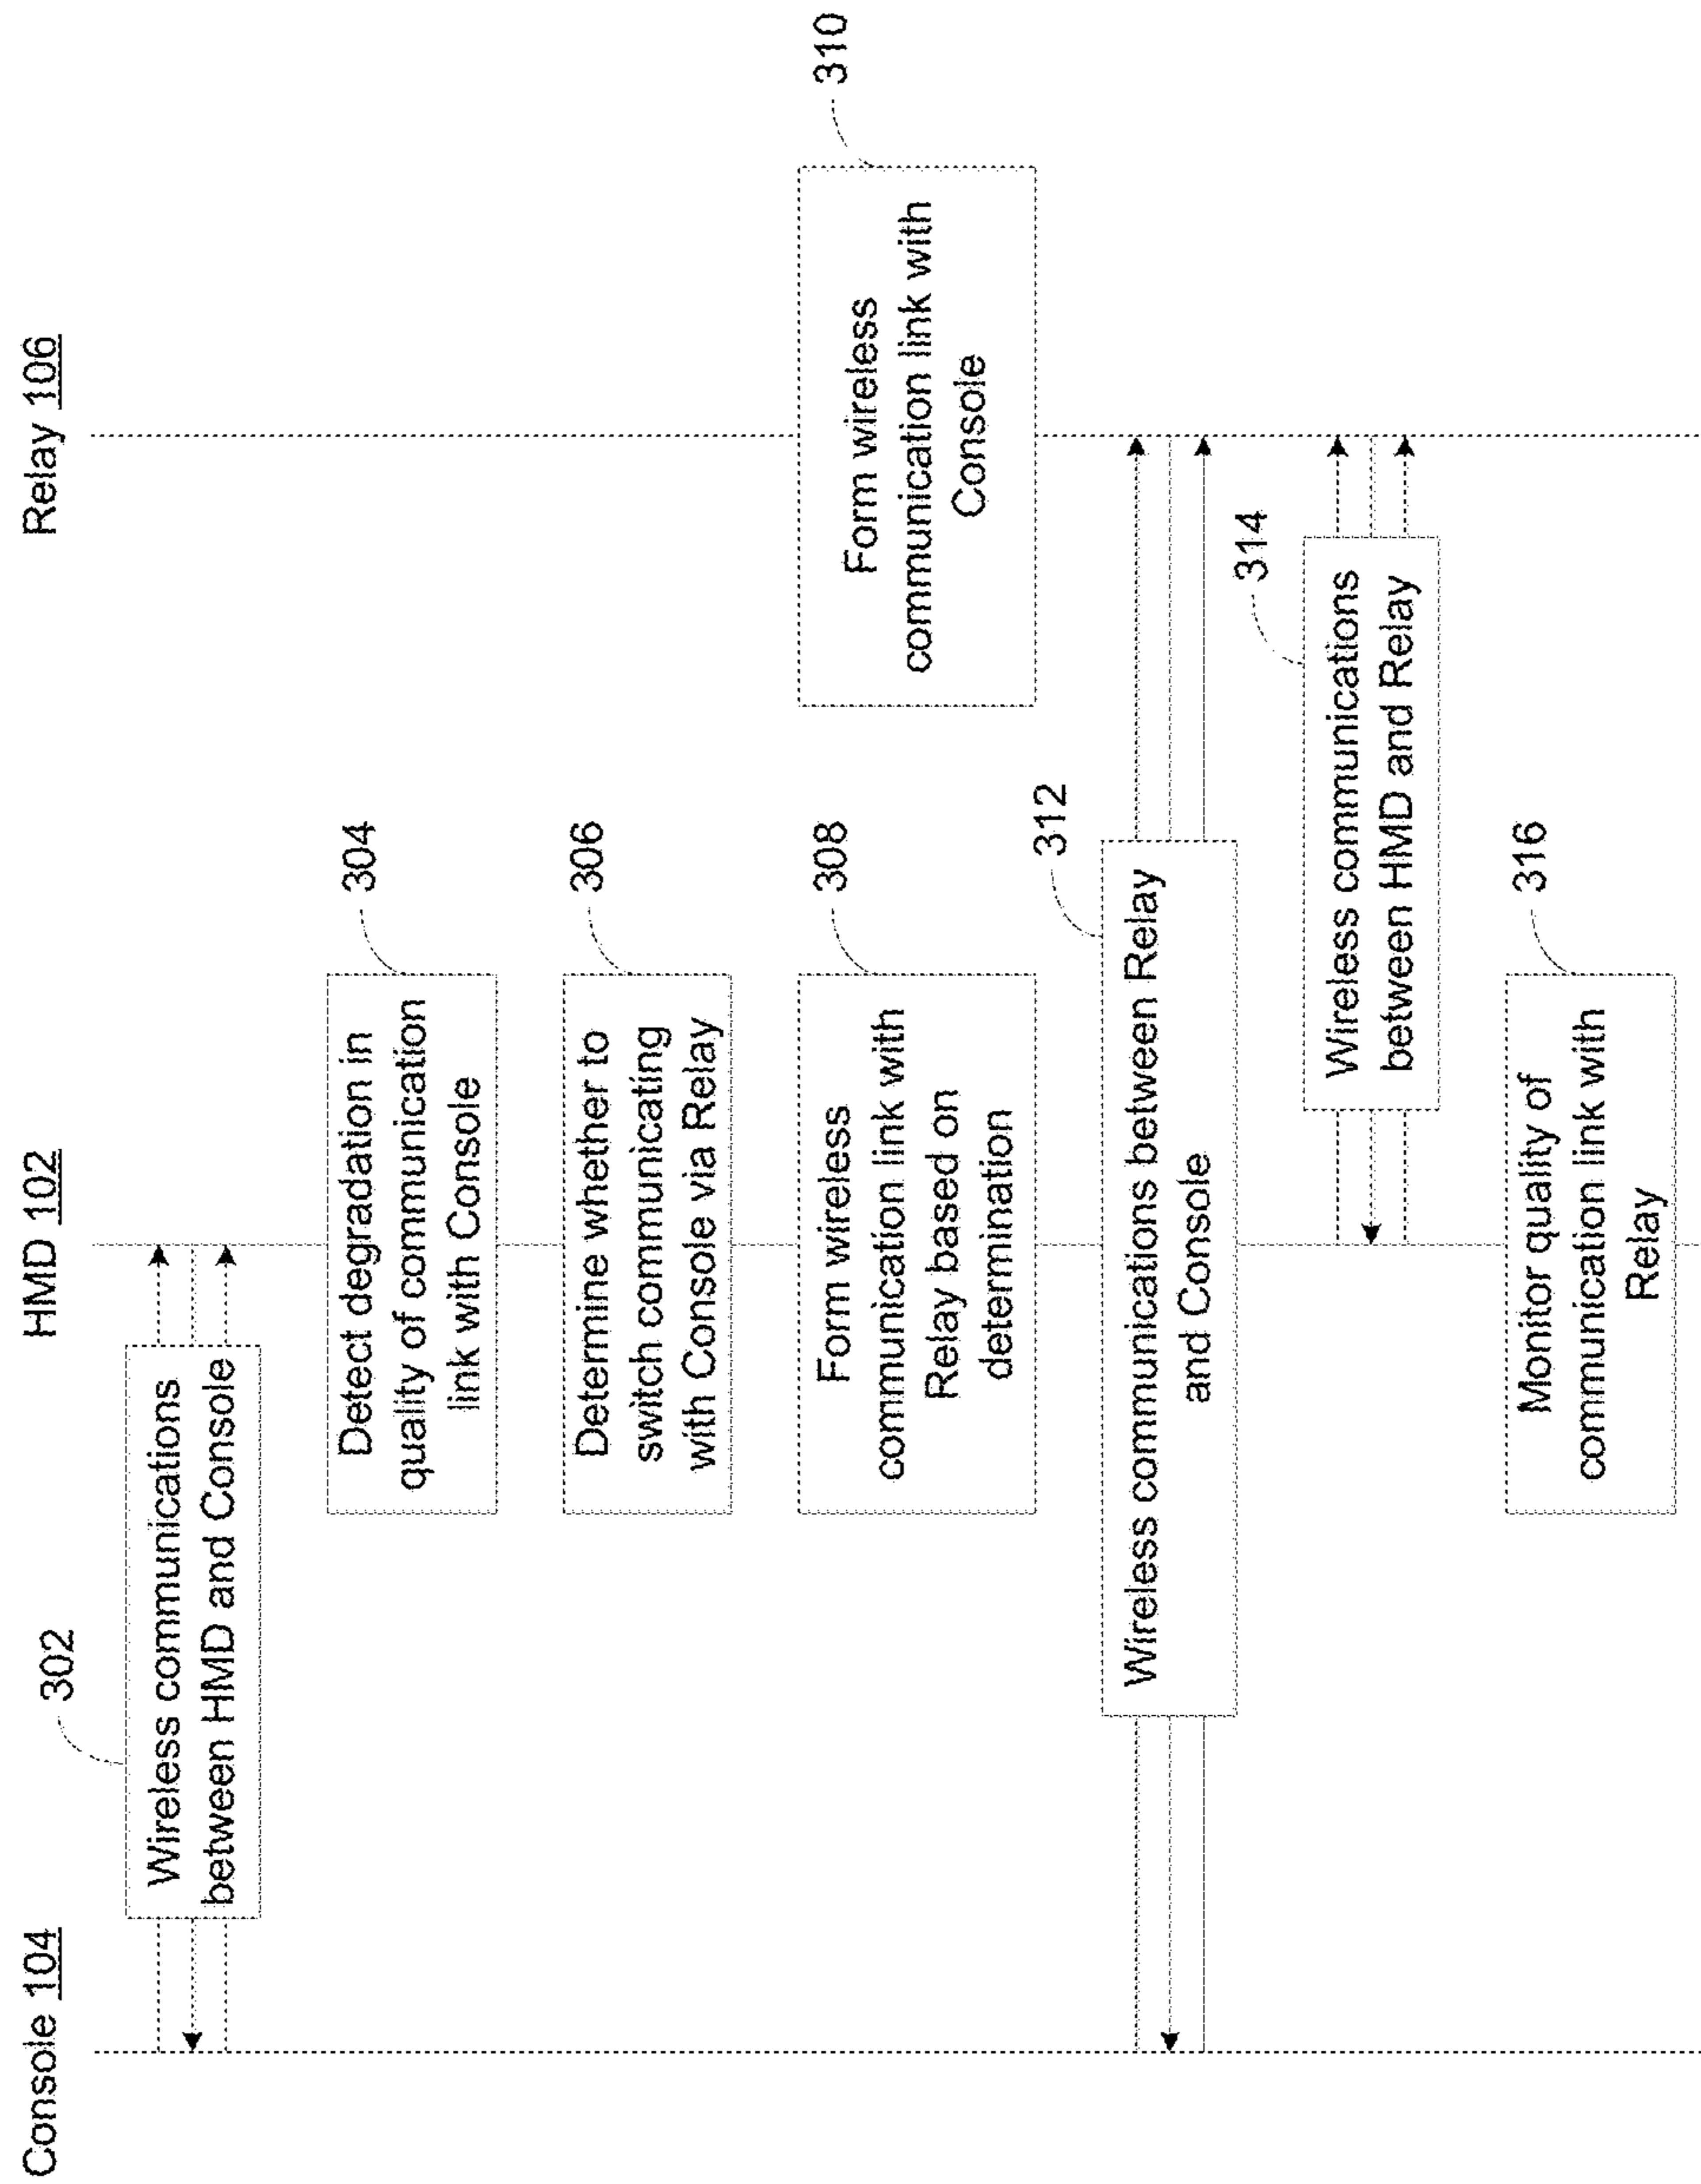 Console 104
HMD 102
Relay 106
302
Wireless communications
between HMD and Console
304
Detect degradation in
quality of communication
link with Console
306
Determine whether to
switch communicating
with Console via Relay
308
Form wireless
communication link with
Relay based on
determination
310
Form wireless
communication link with
Console
312
Wireless communications between Relay
and Console
314
Wireless communications
between HMD and Relay
316
Monitor quality of
communication link with
Relay